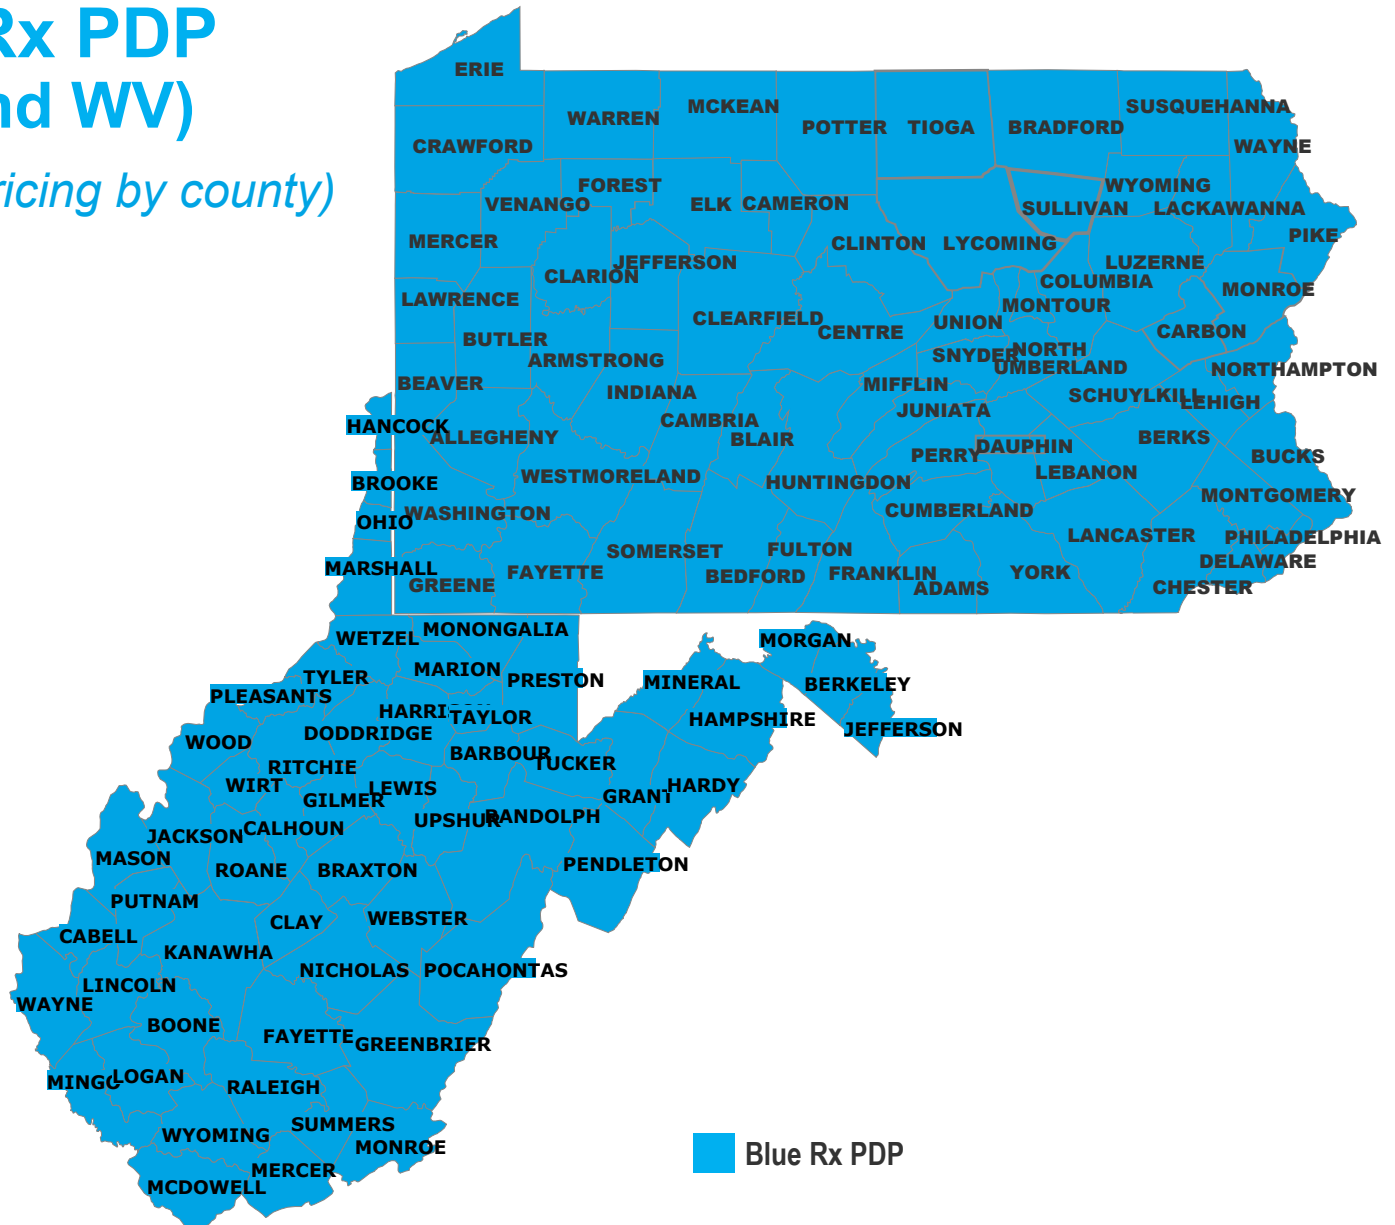 Rx PDP
nd WV)
ricing by county)
ERIE
WARREN
MCKEAN
POTTER
TIOGA
BRADFORD
SUSQUEHANNA
WAYNE
CRAWFORD
FOREST
VENANGO
ELK
CAMERON
SULLIVAN
WYOMING
LACKAWANNA
PIKE
MERCER
CLARION
JEFFERSON
CLINTON
LYCOMING
LUZERNE
COLUMBIA
MONTOUR
MONROE
LAWRENCE
BUTLER
CLEARFIELD
CENTRE
UNION
CARBON
ARMSTRONG
SNYDER
NORTH
UMBERLAND
NORTHAMPTON
BEAVER
INDIANA
MIFFLIN
SCHUYLKILL
LEHIGH
HANCOCK
ALLEGHENY
CAMBRIA
BLAIR
JUNIATA
BERKS
BUCKS
PERRY
DAUPHIN
LEBANON
BROOKE
WESTMORELAND
HUNTINGDON
MONTGOMERY
OHIO
WASHINGTON
CUMBERLAND
LANCASTER
PHILADELPHIA
DELAWARE
MARSHALL
GREENE
FAYETTE
SOMERSET
BEDFORD
FULTON
FRANKLIN
ADAMS
YORK
CHESTER
WETZEL
MONONGALIA
MORGAN
TYLER
MARION
PRESTON
MINERAL
BERKELEY
PLEASANTS
HARRISON
TAYLOR
HAMPSHIRE
JEFFERSON
WOOD
DODDRIDGE
BARBOUR
TUCKER
RITCHIE
WIRT
GILMER
LEWIS
GRANT
HARDY
JACKSON
CALHOUN
UPSHUR
RANDOLPH
MASON
ROANE
BRAXTON
PENDLETON
PUTNAM
CLAY
WEBSTER
CABELL
KANAWHA
NICHOLAS
POCAHONTAS
WAYNE
LINCOLN
BOONE
FAYETTE
GREENBRIER
MINGO
LOGAN
RALEIGH
WYOMING
SUMMERS
MONROE
MERCER
MCDOWELL
Blue Rx PDP